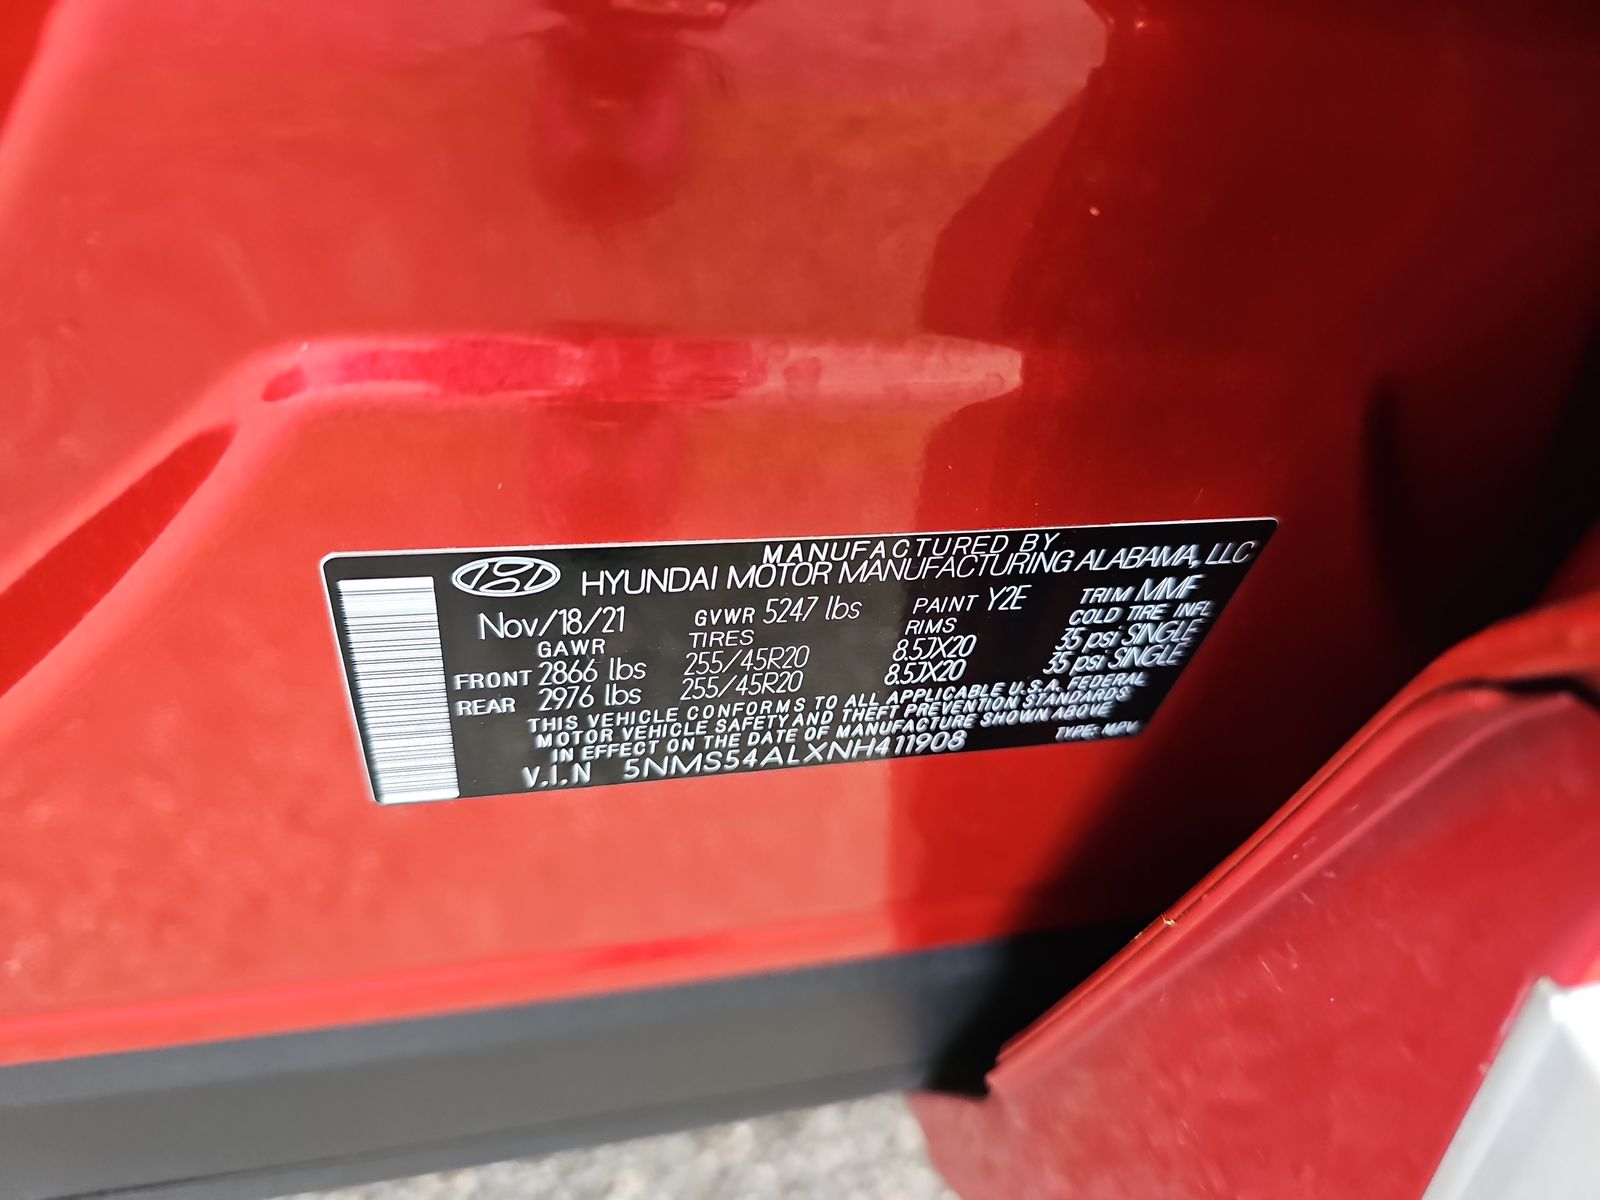 MANUFACTURED BY
HYUNDAI MOTOR MANUFACTURING ALABAMA, LLC
Nov/18/21 GVWR 5247 lbs PAINT Y2E TRIM MMF
GAWR TIRES RIMS COLD TIRE INFL
FRONT 2866 lbs 255/45R20 8.5JX20 35 psi SINGLE
REAR 2976 lbs 255/45R20 8.5JX20 35 psi SINGLE
THIS VEHICLE CONFORMS TO ALL APPLICABLE U.S.A. FEDERAL
MOTOR VEHICLE SAFETY AND THEFT PREVENTION STANDARDS
IN EFFECT ON THE DATE OF MANUFACTURE SHOWN ABOVE
V.I.N 5NMS54ALXNH411908 TYPE: MPV